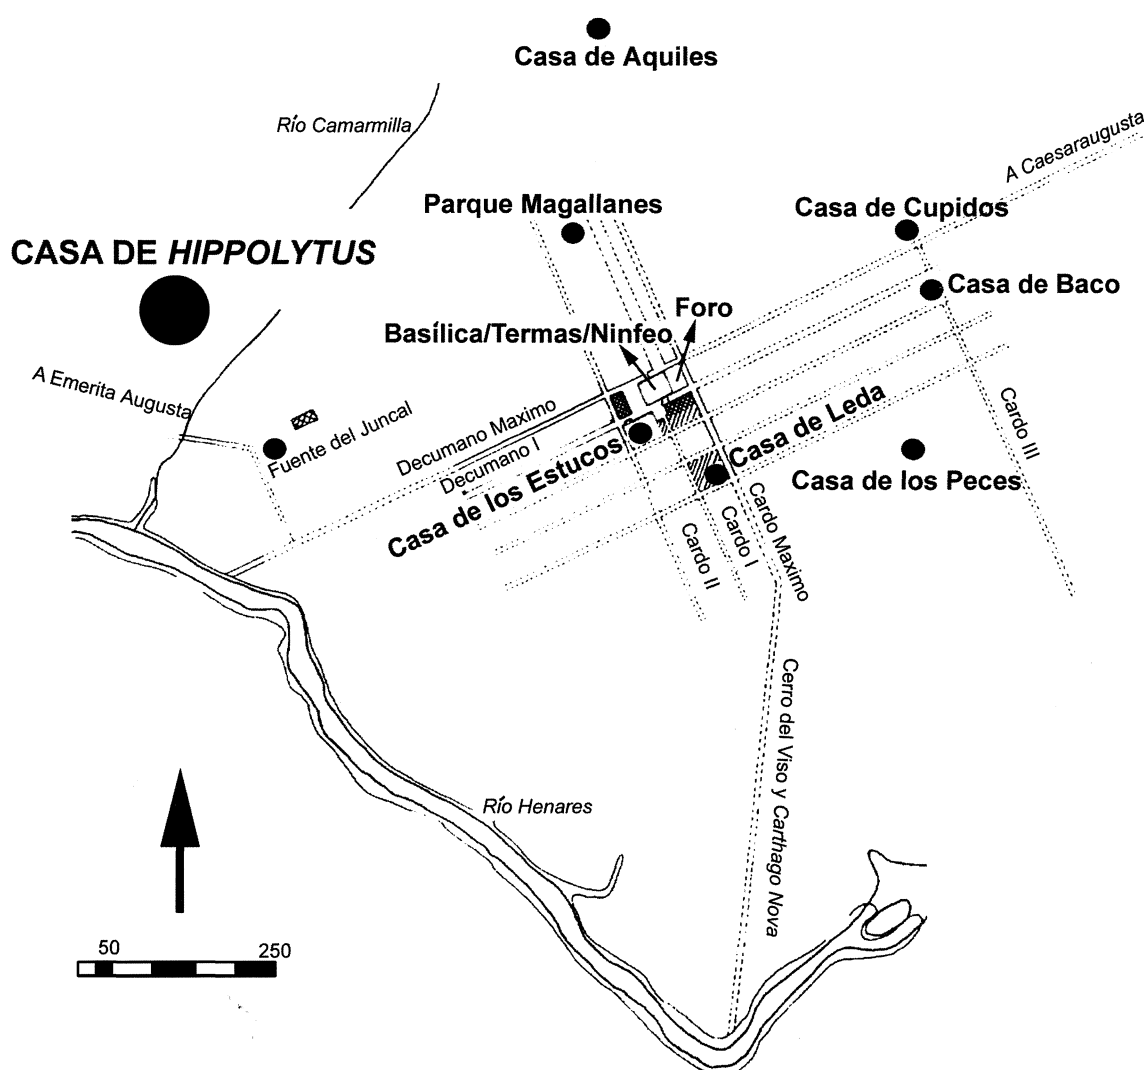 Casa de Aquiles
Río Camarmilla
A Caesaraugusta
Parque Magallanes
Casa de Cupidos
CASA DE HIPPOLYTUS
Casa de Baco
Foro
Basílica/Termas/Ninfeo
A Emerita Augusta
Fuente del Juncal
Decumano Maximo
Decumano I
Casa de los Estucos
Casa de Leda
Cardo III
Casa de los Peces
Cardo Maximo
Cardo I
Cardo II
Cerro del Viso y Carthago Nova
Río Henares
50
250